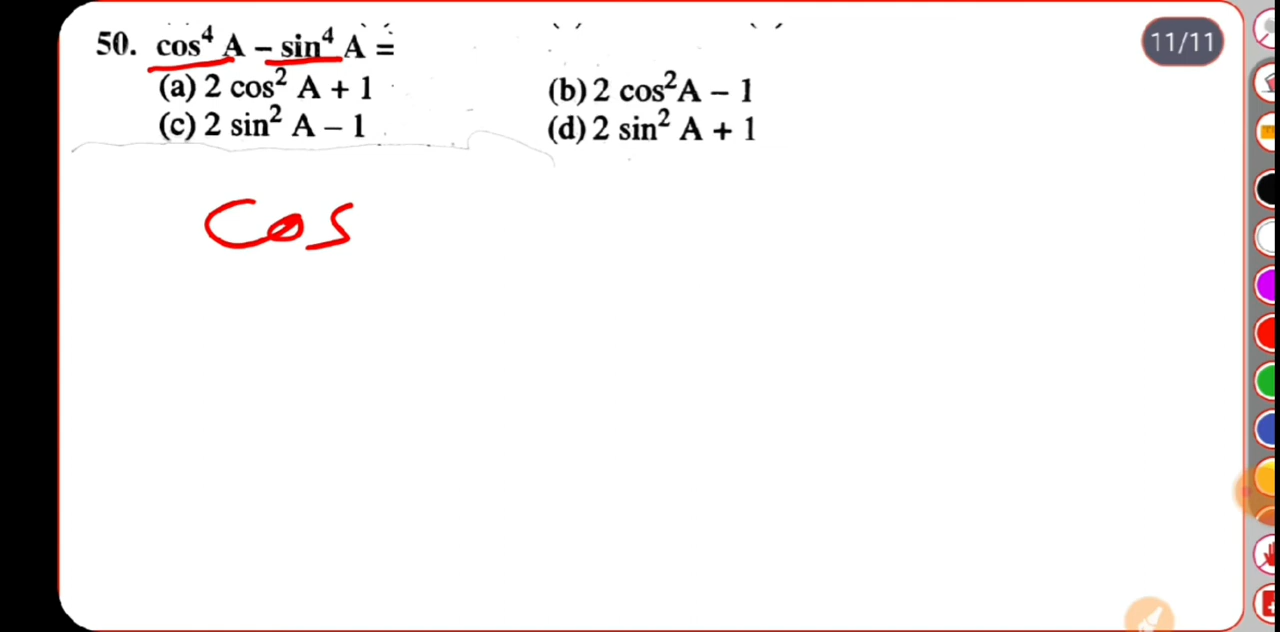 11/11
50. cos⁴ A – sin⁴ A =
(a) 2 cos² A + 1
(b) 2 cos²A – 1
(c) 2 sin² A – 1
(d) 2 sin² A + 1
Cos